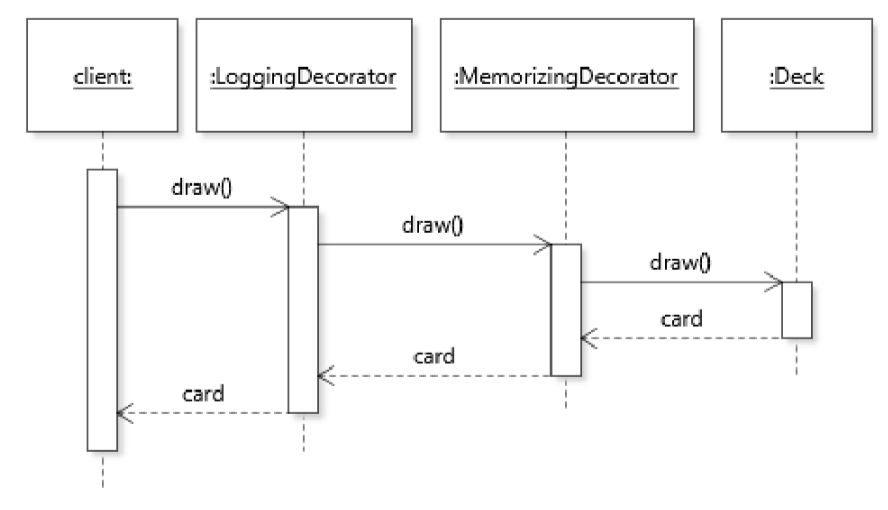 client:
:LoggingDecorator
:MemorizingDecorator
:Deck
draw()
draw()
draw()
card
card
card